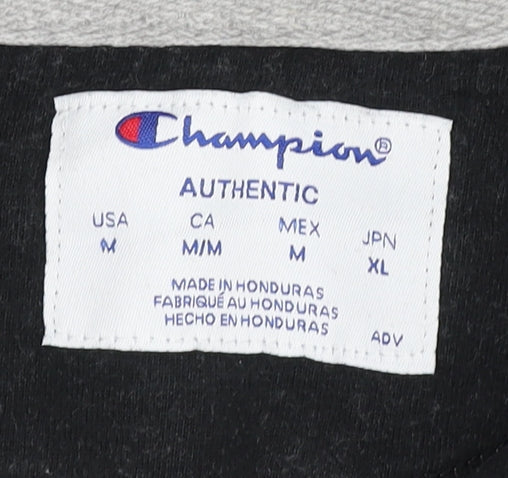 Champion®
AUTHENTIC
USA CA MEX JPN
M M/M M XL
MADE IN HONDURAS
FABRIQUÉ AU HONDURAS
HECHO EN HONDURAS
ADV